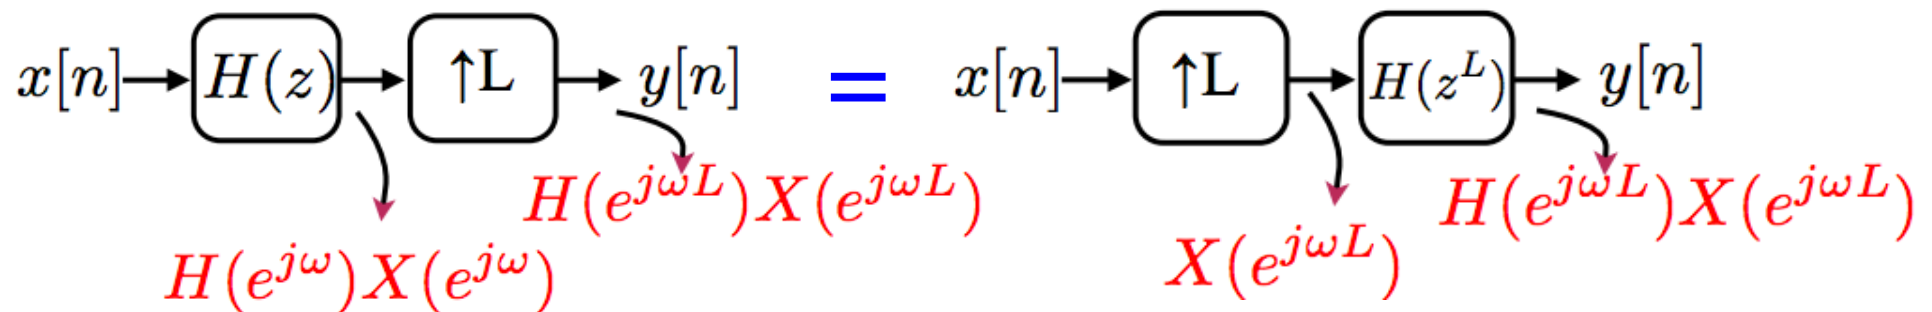 x[n] H(z) ↑L y[n] = x[n] ↑L H(z^L) y[n]
H(e^{jωL})X(e^{jωL}) H(e^{jωL})X(e^{jωL})
H(e^{jω})X(e^{jω}) X(e^{jωL})